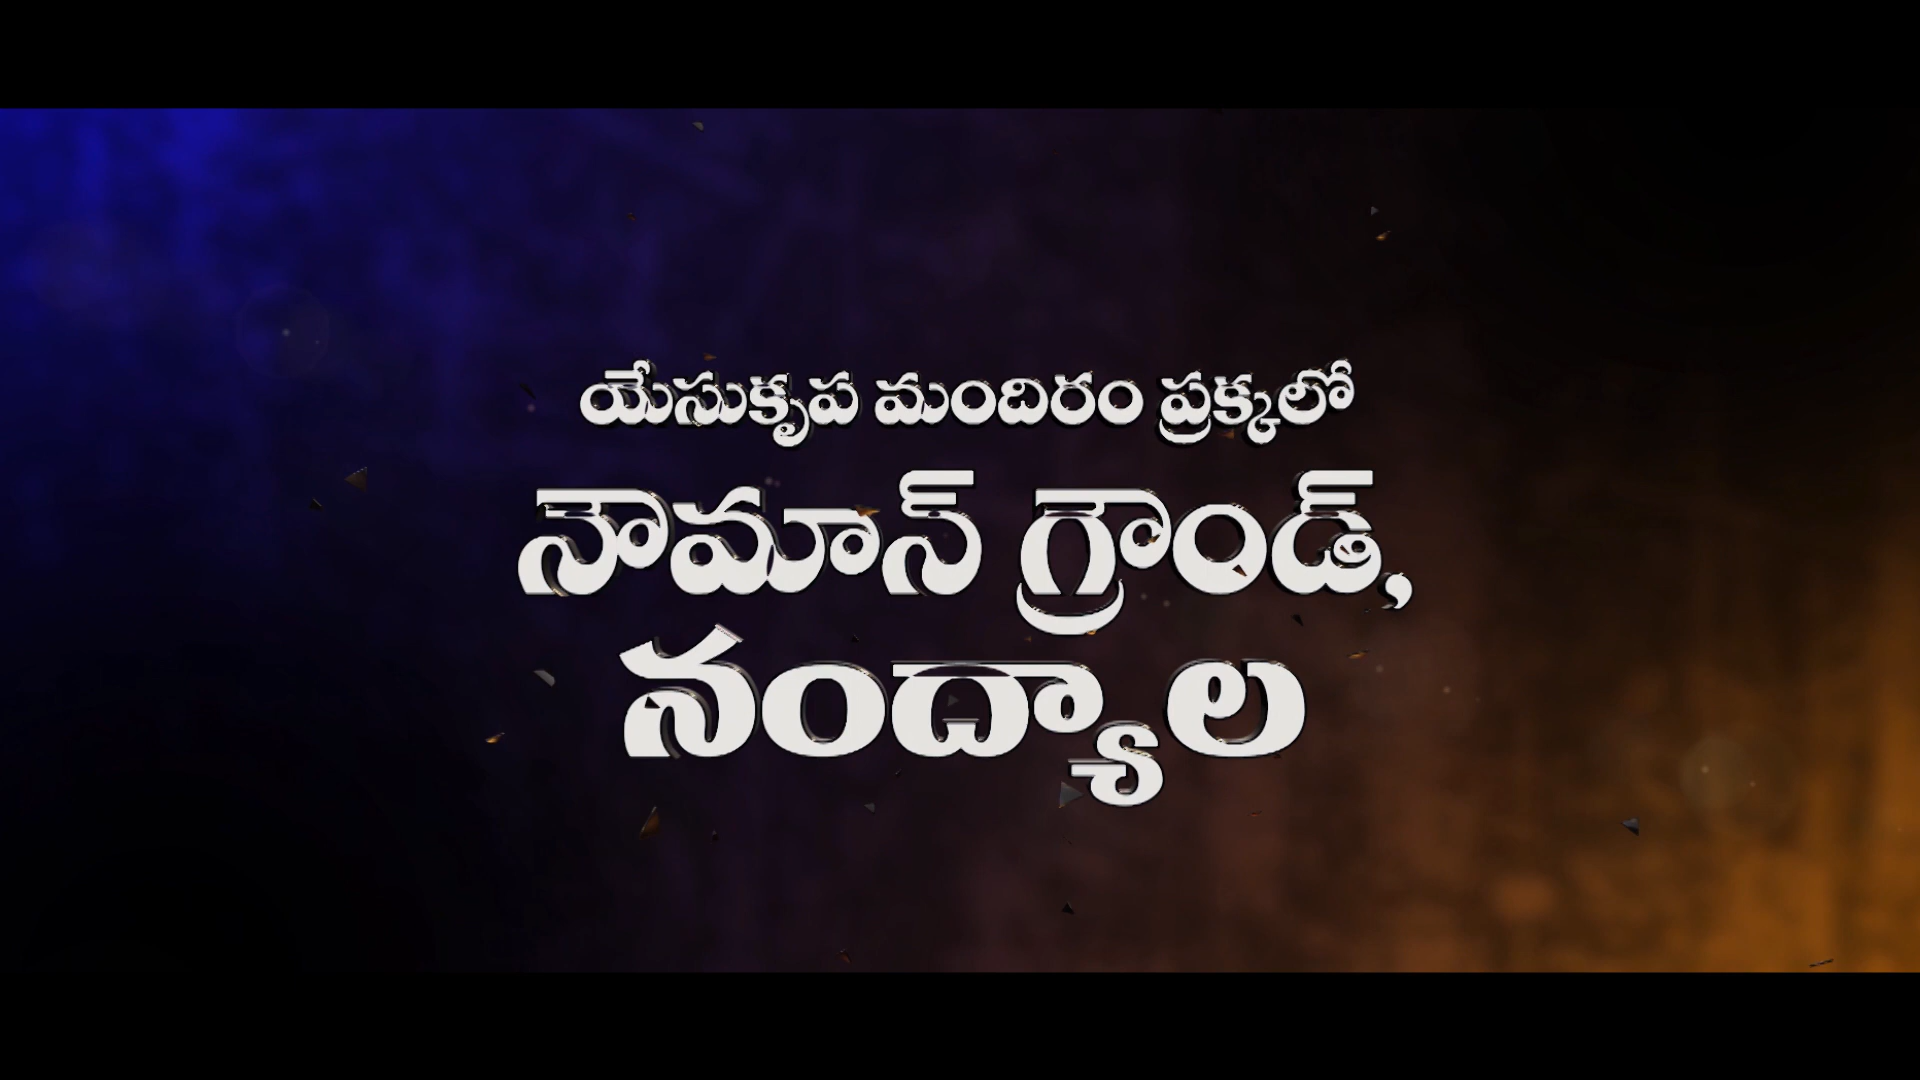 యేసుకృప మందిరం ప్రక్కలో
నౌమాన్ గ్రౌండ్,
నంద్యాల